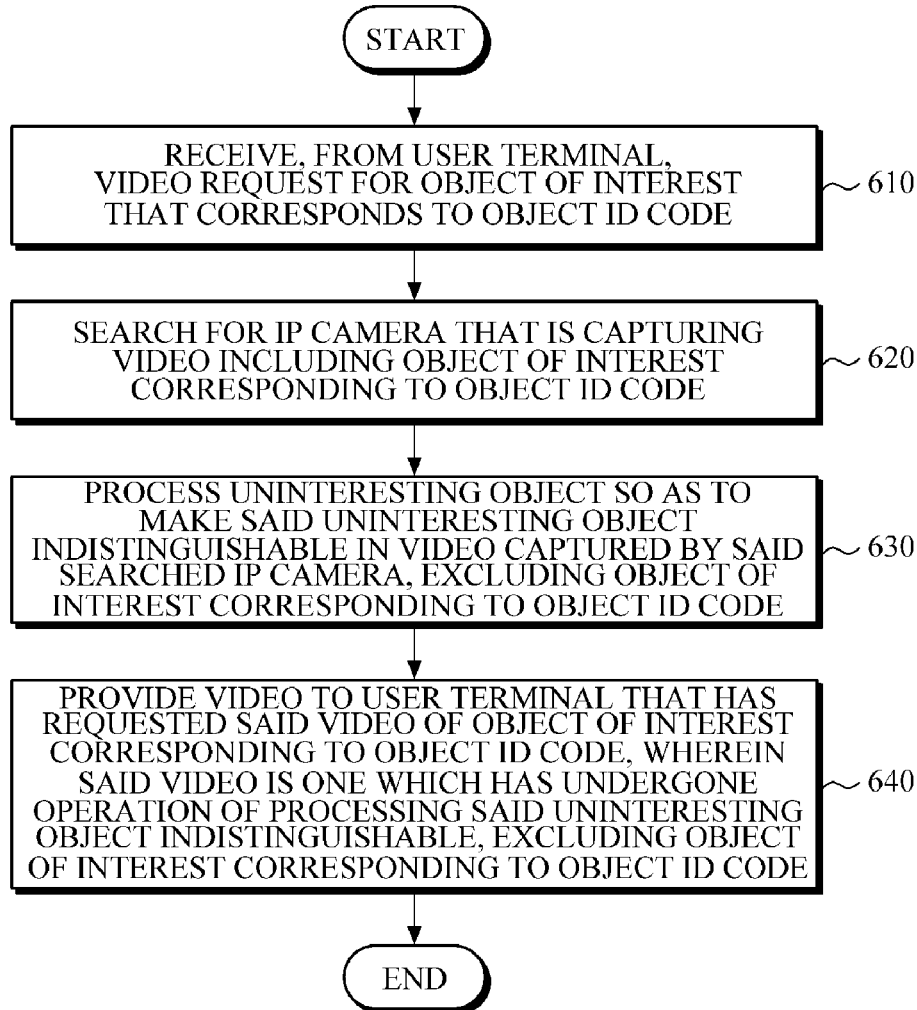 START
RECEIVE, FROM USER TERMINAL,
VIDEO REQUEST FOR OBJECT OF INTEREST
THAT CORRESPONDS TO OBJECT ID CODE
610
SEARCH FOR IP CAMERA THAT IS CAPTURING
VIDEO INCLUDING OBJECT OF INTEREST
CORRESPONDING TO OBJECT ID CODE
620
PROCESS UNINTERESTING OBJECT SO AS TO
MAKE SAID UNINTERESTING OBJECT
INDISTINGUISHABLE IN VIDEO CAPTURED BY SAID
SEARCHED IP CAMERA, EXCLUDING OBJECT OF
INTEREST CORRESPONDING TO OBJECT ID CODE
630
PROVIDE VIDEO TO USER TERMINAL THAT HAS
REQUESTED SAID VIDEO OF OBJECT OF INTEREST
CORRESPONDING TO OBJECT ID CODE, WHEREIN
SAID VIDEO IS ONE WHICH HAS UNDERGONE
OPERATION OF PROCESSING SAID UNINTERESTING
OBJECT INDISTINGUISHABLE, EXCLUDING OBJECT
OF INTEREST CORRESPONDING TO OBJECT ID CODE
640
END